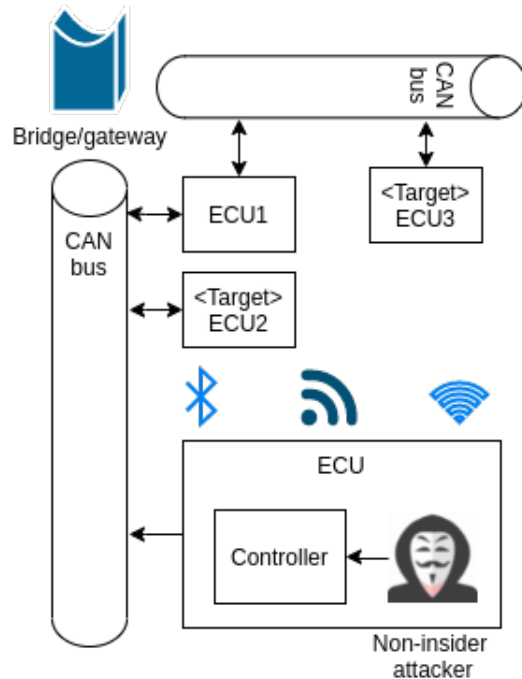 Bridge/gateway
CAN
bus
ECU1
<Target>
ECU3
CAN
bus
<Target>
ECU2
ECU
Controller
Non-insider
attacker